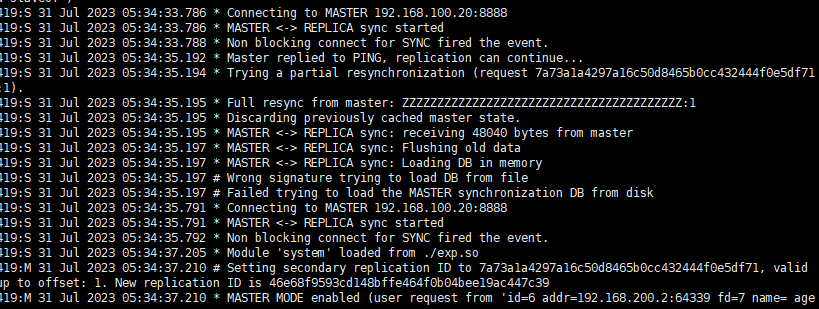 419:S 31 Jul 2023 05:34:33.786 * Connecting to MASTER 192.168.100.20:8888
419:S 31 Jul 2023 05:34:33.786 * MASTER <-> REPLICA sync started
419:S 31 Jul 2023 05:34:33.788 * Non blocking connect for SYNC fired the event.
419:S 31 Jul 2023 05:34:35.192 * Master replied to PING, replication can continue...
419:S 31 Jul 2023 05:34:35.194 * Trying a partial resynchronization (request 7a73a1a4297a16c50d8465b0cc432444f0e5df71
:1).
419:S 31 Jul 2023 05:34:35.195 * Full resync from master: ZZZZZZZZZZZZZZZZZZZZZZZZZZZZZZZZZZZZZZZZ:1
419:S 31 Jul 2023 05:34:35.195 * Discarding previously cached master state.
419:S 31 Jul 2023 05:34:35.195 * MASTER <-> REPLICA sync: receiving 48040 bytes from master
419:S 31 Jul 2023 05:34:35.197 * MASTER <-> REPLICA sync: Flushing old data
419:S 31 Jul 2023 05:34:35.197 * MASTER <-> REPLICA sync: Loading DB in memory
419:S 31 Jul 2023 05:34:35.197 # Wrong signature trying to load DB from file
419:S 31 Jul 2023 05:34:35.197 # Failed trying to load the MASTER synchronization DB from disk
419:S 31 Jul 2023 05:34:35.791 * Connecting to MASTER 192.168.100.20:8888
419:S 31 Jul 2023 05:34:35.791 * MASTER <-> REPLICA sync started
419:S 31 Jul 2023 05:34:35.792 * Non blocking connect for SYNC fired the event.
419:S 31 Jul 2023 05:34:37.205 * Module 'system' loaded from ./exp.so
419:M 31 Jul 2023 05:34:37.210 # Setting secondary replication ID to 7a73a1a4297a16c50d8465b0cc432444f0e5df71, valid
up to offset: 1. New replication ID is 46e68f9593cd148bffe464f0b04bee19ac447c39
419:M 31 Jul 2023 05:34:37.210 * MASTER MODE enabled (user request from 'id=6 addr=192.168.200.2:64339 fd=7 name= age